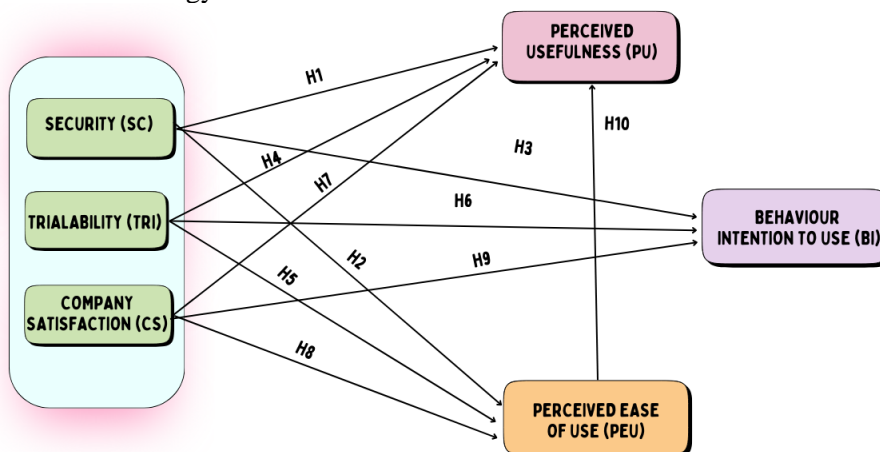 PERCEIVED
USEFULNESS (PU)
H1
SECURITY (SC)
H10
H3
H4
H7
TRIALABILITY (TRI)
H6
BEHAVIOUR
INTENTION TO USE (BI)
H2
H9
H5
COMPANY
SATISFACTION (CS)
H8
PERCEIVED EASE
OF USE (PEU)